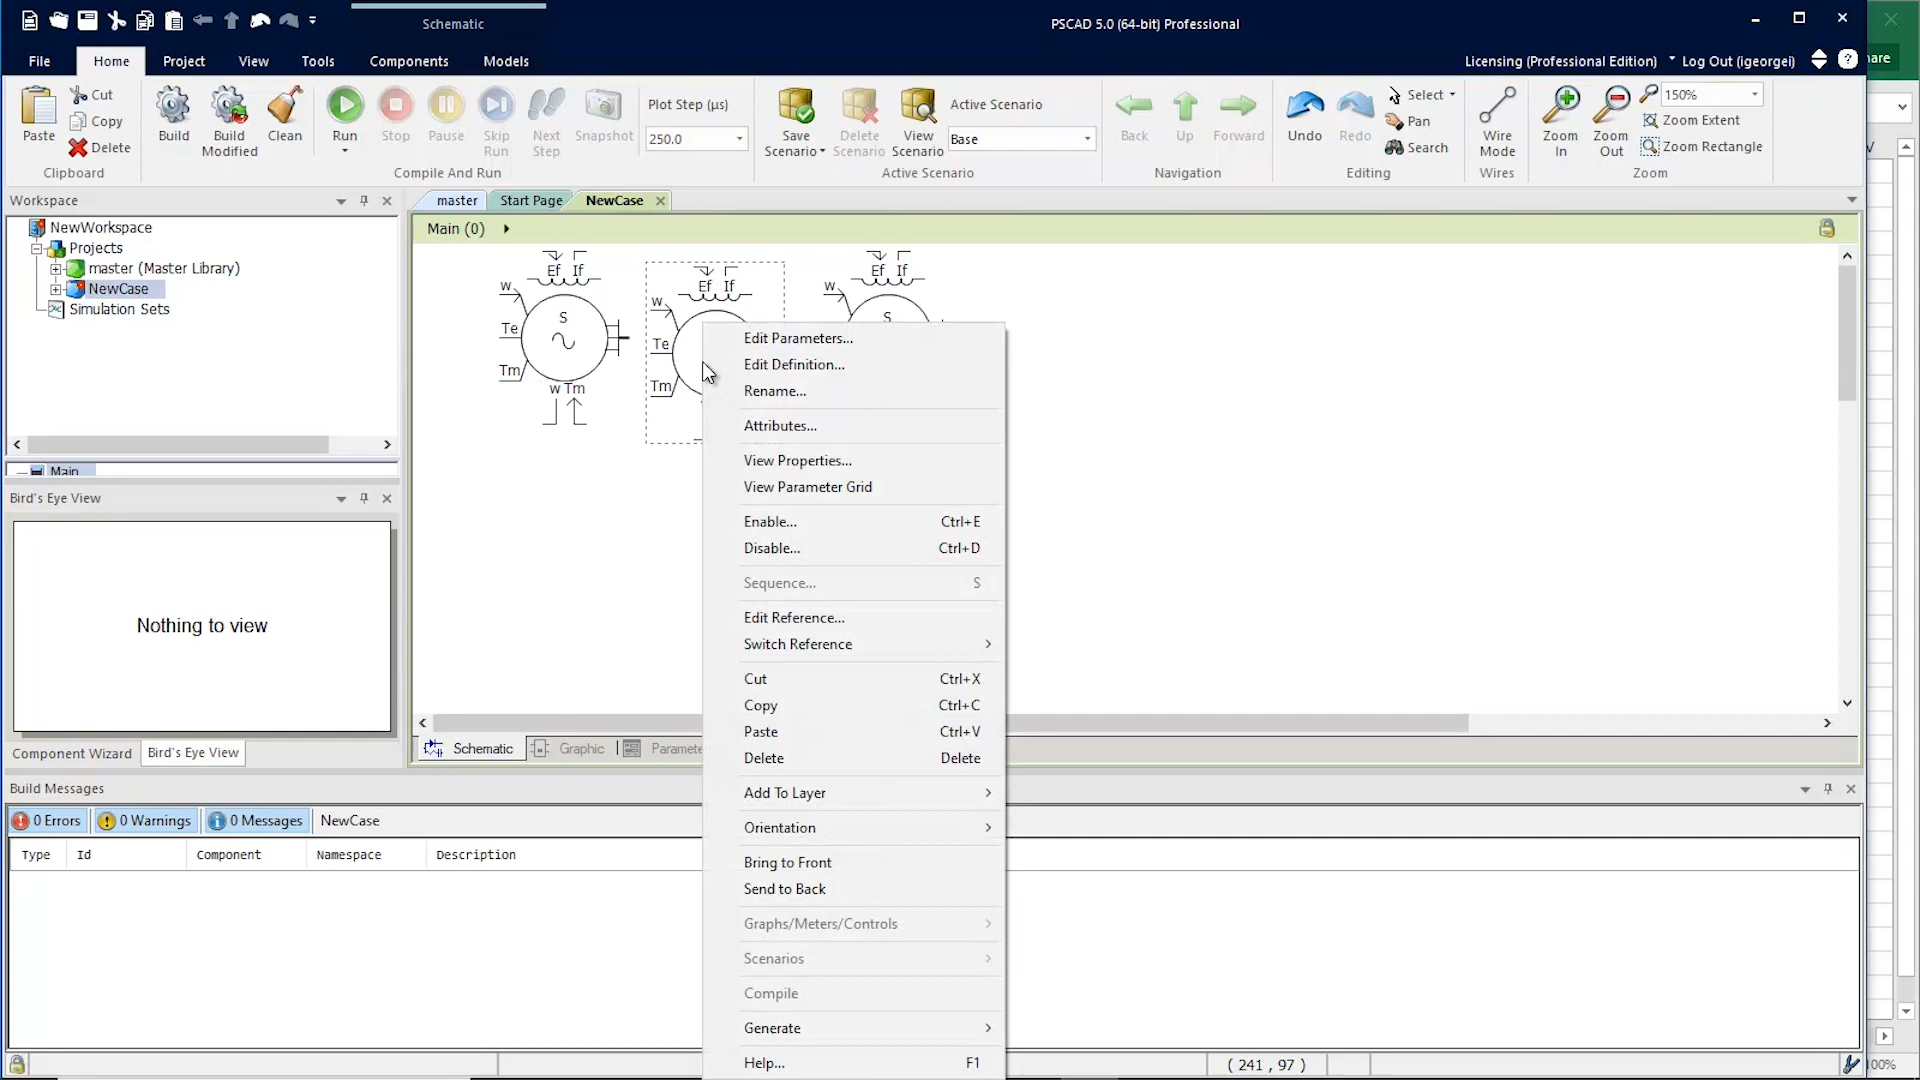 Schematic
PSCAD 5.0 (64-bit) Professional
File Home Project View Tools Components Models
Licensing (Professional Edition) Log Out (igeorgei)
are
Paste
Cut
Copy
Delete
Clipboard
Build
Build Modified
Clean
Run
Stop
Pause
Skip Run
Next Step
Snapshot
Plot Step (µs)
250.0
Compile And Run
Save Scenario
Delete Scenario
View Scenario
Active Scenario
Base
Active Scenario
Back
Up
Forward
Navigation
Undo
Redo
Select
Pan
Search
Editing
Wire Mode
Wires
Zoom In
Zoom Out
150%
Zoom Extent
Zoom Rectangle
Zoom
Workspace
NewWorkspace
Projects
master (Master Library)
NewCase
Simulation Sets
Main
Bird's Eye View
Nothing to view
Component Wizard Bird's Eye View
master Start Page NewCase
Main (0)
Ef If
w
S
Te
Tm
w Tm
Ef If
w
Te
Tm
Ef If
w
S
Edit Parameters...
Edit Definition...
Rename...
Attributes...
View Properties...
View Parameter Grid
Enable... Ctrl+E
Disable... Ctrl+D
Sequence... S
Edit Reference...
Switch Reference
Cut Ctrl+X
Copy Ctrl+C
Paste Ctrl+V
Delete Delete
Add To Layer
Orientation
Bring to Front
Send to Back
Graphs/Meters/Controls
Scenarios
Compile
Generate
Help... F1
Schematic Graphic Paramete
Build Messages
0 Errors 0 Warnings 0 Messages NewCase
Type Id Component Namespace Description
( 241 , 97 )
100%